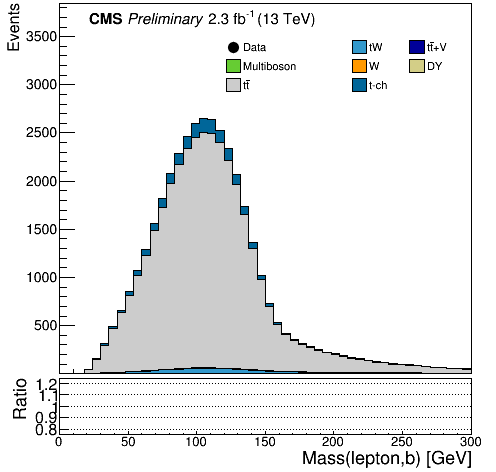 CMS Preliminary 2.3 fb⁻¹ (13 TeV)
Events
3500
3000
2500
2000
1500
1000
500
Data
Multiboson
tt̄
tW
W
t-ch
tt̄+V
DY
Ratio
1.2
1.1
1
0.9
0.8
0 50 100 150 200 250 300
Mass(lepton,b) [GeV]